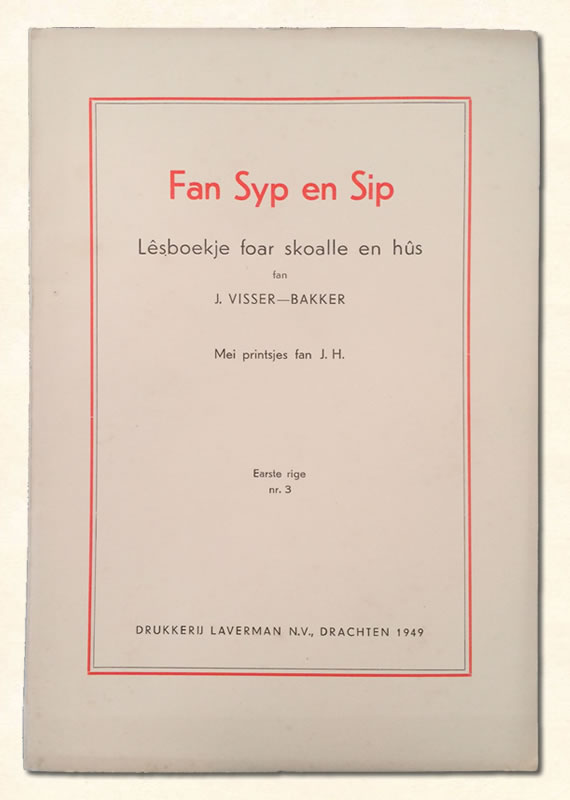 Fan Syp en Sip
Lêsboekje foar skoalle en hûs
fan
J. VISSER—BAKKER
Mei printsjes fan J. H.
Earste rige
nr. 3
DRUKKERIJ LAVERMAN N.V., DRACHTEN 1949